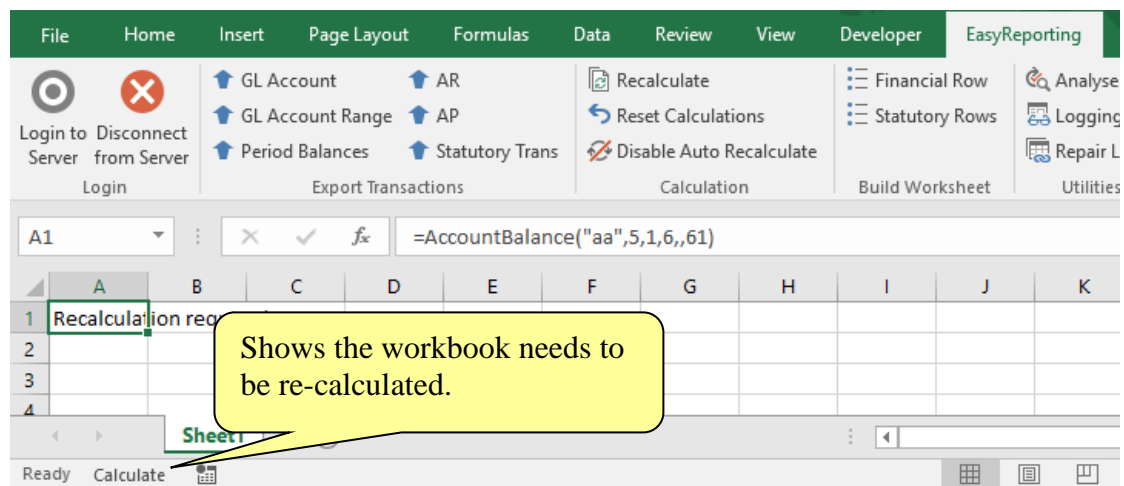 File Home Insert Page Layout Formulas Data Review View Developer EasyReporting
GL Account AR Recalculate Financial Row Analyse
Login to Disconnect GL Account Range AP Reset Calculations Statutory Rows Logging
Server from Server Period Balances Statutory Trans Disable Auto Recalculate Repair L
Login Export Transactions Calculation Build Worksheet Utilities
A1 fx =AccountBalance("aa",5,1,6,,61)
A B C D E F G H I J K
1 Recalculation
2
3
4
Shows the workbook needs to
be re-calculated.
Sheet1
Ready Calculate